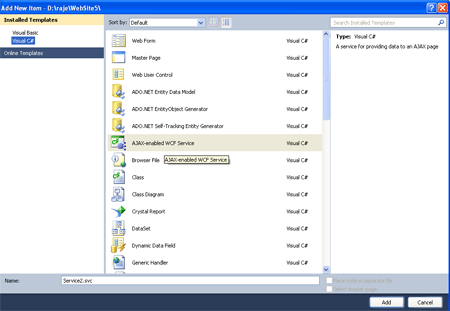 Add New Item - D:\raje\WebSite5\
Installed Templates
Visual Basic
Visual C#
Online Templates
Sort by: Default
Search Installed Templates
Web Form Visual C#
Master Page Visual C#
Web User Control Visual C#
ADO.NET Entity Data Model Visual C#
ADO.NET EntityObject Generator Visual C#
ADO.NET Self-Tracking Entity Generator Visual C#
AJAX-enabled WCF Service Visual C#
Browser File Visual C#
AJAX-enabled WCF Service
Class Visual C#
Class Diagram Visual C#
Crystal Report Visual C#
DataSet Visual C#
Dynamic Data Field Visual C#
Generic Handler Visual C#
Type: Visual C#
A service for providing data to an AJAX page
Name: Service2.svc
Place code in separate file
Select master page
Add
Cancel